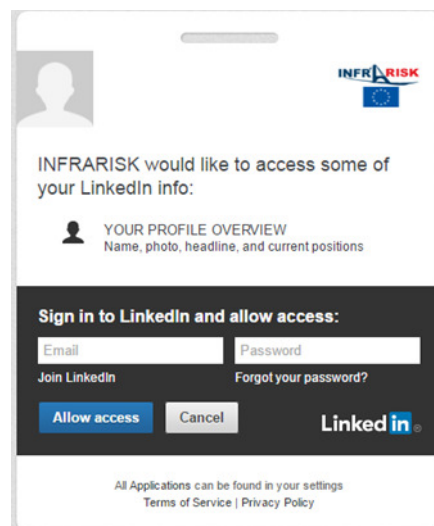 INFRARISK
INFRARISK would like to access some of
your LinkedIn info:
YOUR PROFILE OVERVIEW
Name, photo, headline, and current positions
Sign in to LinkedIn and allow access:
Email Password
Join LinkedIn Forgot your password?
Allow access Cancel LinkedIn®
All Applications can be found in your settings
Terms of Service | Privacy Policy